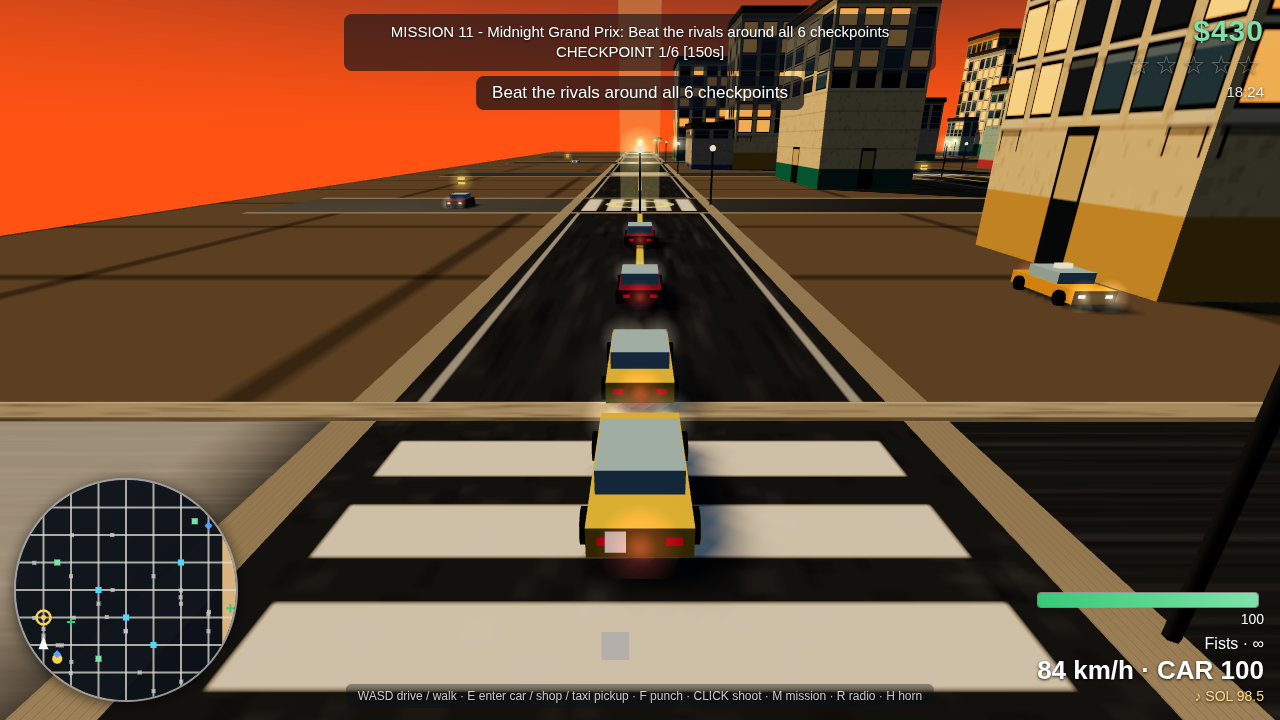 MISSION 11 - Midnight Grand Prix: Beat the rivals around all 6 checkpoints
CHECKPOINT 1/6 [150s]
Beat the rivals around all 6 checkpoints
$430
18:24
100
Fists · ∞
84 km/h · CAR 100
♪ SOL 98.5
WASD drive / walk · E enter car / shop / taxi pickup · F punch · CLICK shoot · M mission · R radio · H horn